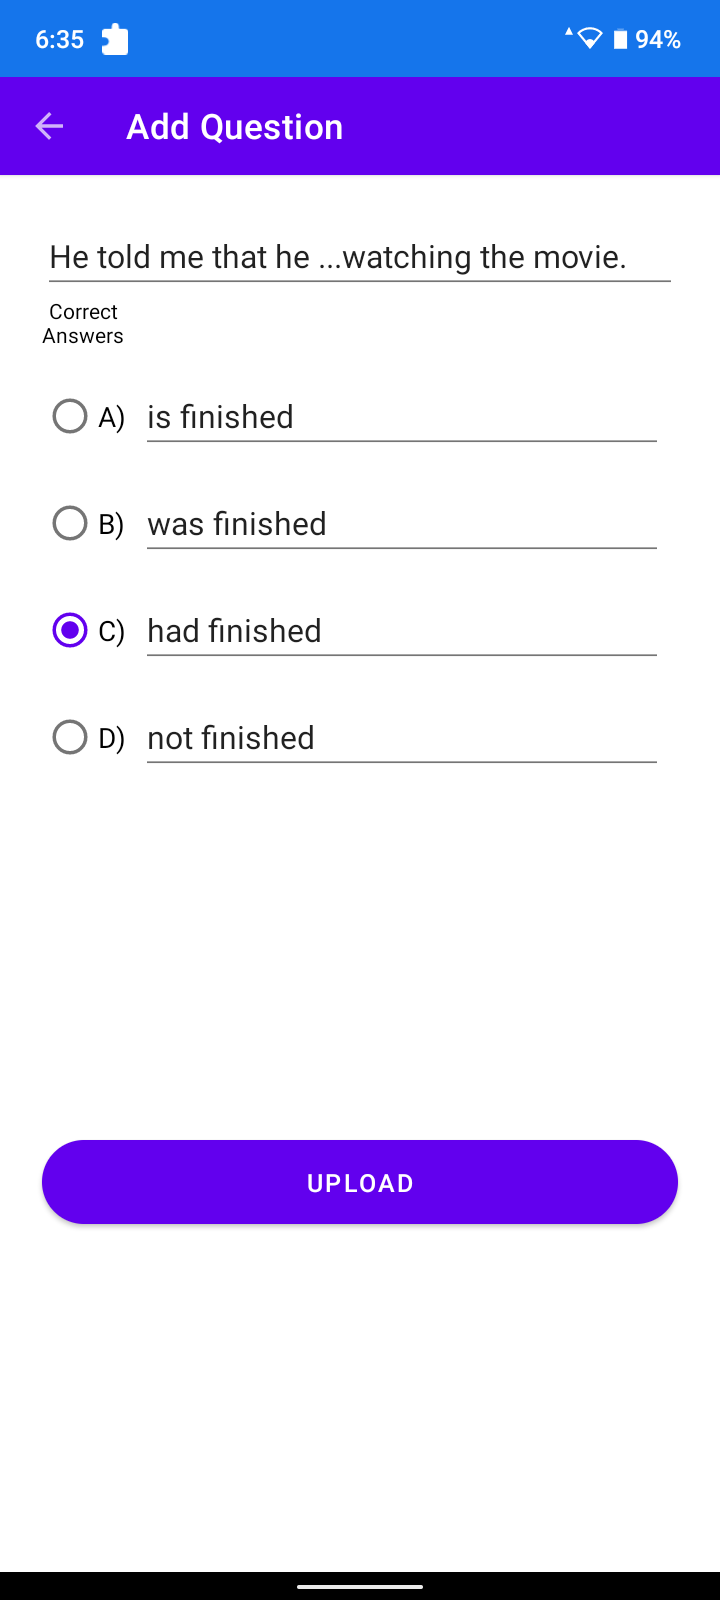 6:35
94%
Add Question
He told me that he ...watching the movie.
Correct
Answers
A) is finished
B) was finished
C) had finished
D) not finished
UPLOAD